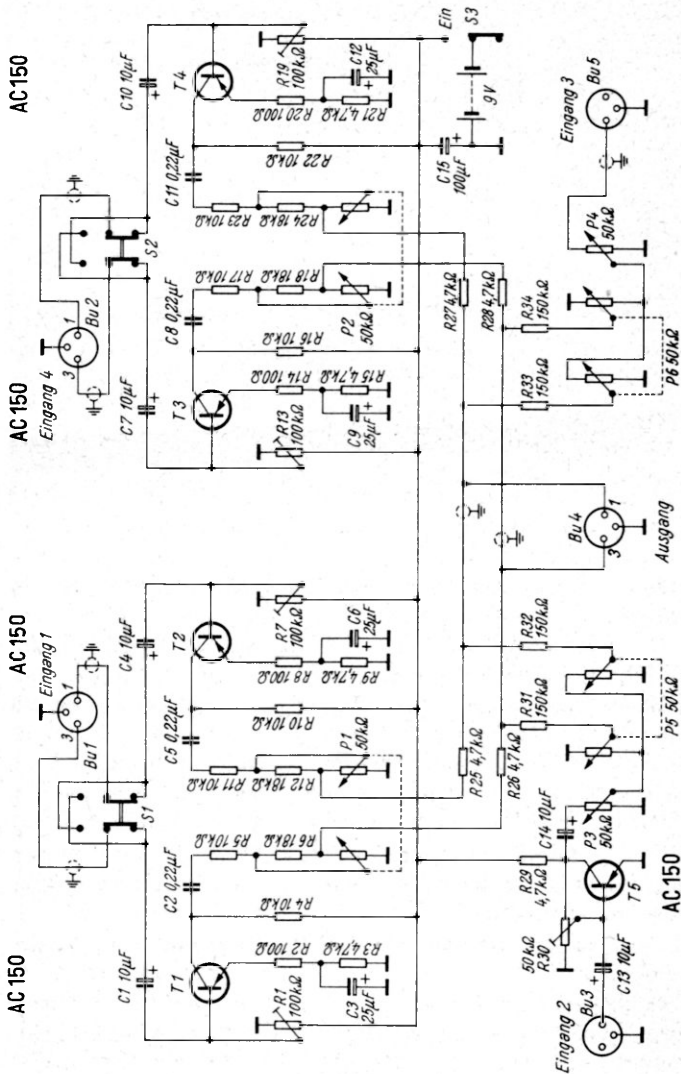 AC150
AC150
AC150
AC150
Eingang 1
Bu1
3
1
S1
C1 10µF
+
C4 10µF
+
T1
T2
C2 0,22µF
C5 0,22µF
R1
100kΩ
R2 100Ω
R3 4,7kΩ
C3
25µF
+
R4 10kΩ
R5 10kΩ
R6 18kΩ
R11 10kΩ
R12 18kΩ
P1
50kΩ
R10 10kΩ
R8 100Ω
R9 4,7kΩ
C6
25µF
+
R7
100kΩ
Eingang 4
Bu2
3
1
S2
C7 10µF
+
C10 10µF
+
T3
T4
C8 0,22µF
C11 0,22µF
R13
100kΩ
R14 100Ω
R15 4,7kΩ
C9
25µF
+
R16 10kΩ
R17 10kΩ
R18 18kΩ
P2
50kΩ
R23 10kΩ
R24 18kΩ
R22 10kΩ
R20 100Ω
R21 4,7kΩ
C12
25µF
+
R19
100kΩ
Ein
S3
9V
C15
100µF
+
R25 4,7kΩ
R26 4,7kΩ
R27 4,7kΩ
R28 4,7kΩ
Eingang 2
Bu3
C13 10µF
+
50kΩ
R30
R29
4,7kΩ
T5
AC150
C14 10µF
+
P3
50kΩ
R31
150kΩ
R32
150kΩ
P5 50kΩ
Bu4
3
1
Ausgang
R33
150kΩ
R34
150kΩ
P6 50kΩ
P4
50kΩ
Eingang 3
Bu5